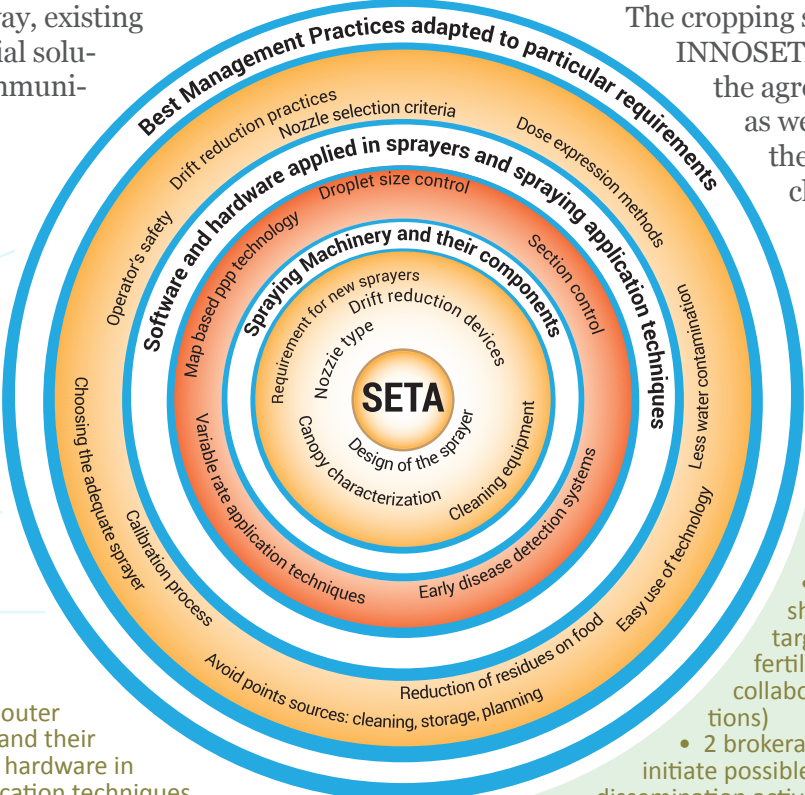 way, existing
ial solu-
mmuni-
The cropping s
INNOSET
the agro
as we
the
cl
Best Management Practices adapted to particular requirements
Drift reduction practices
Nozzle selection criteria
Dose expression methods
Operator's safety
Less water contamination
Choosing the adequate sprayer
Calibration process
Easy use of technology
Reduction of residues on food
Avoid points sources: cleaning, storage, planning
Software and hardware applied in sprayers and spraying application techniques
Droplet size control
Map based ppp technology
Section control
Variable rate application techniques
Early disease detection systems
Spraying Machinery and their components
Requirement for new sprayers
Drift reduction devices
Nozzie type
SETA
Design of the sprayer
Canopy characterization
Cleaning equipment
outer
and their
hardware in
ication techniques
•
sh
targ
fertil
collabo
tions)
• 2 brokera
initiate possible